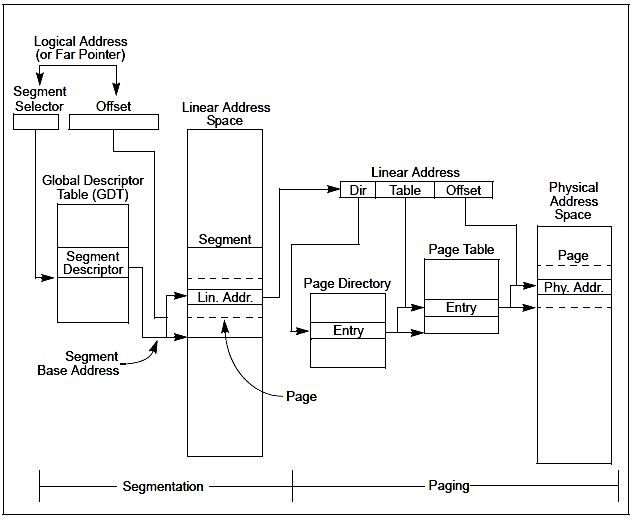 Logical Address
(or Far Pointer)
Segment
Selector
Offset
Linear Address
Space
Global Descriptor
Table (GDT)
Segment
Descriptor
Segment
Lin. Addr.
Segment
Base Address
Page
Linear Address
Dir
Table
Offset
Page Directory
Entry
Page Table
Entry
Physical
Address
Space
Page
Phy. Addr.
Segmentation
Paging